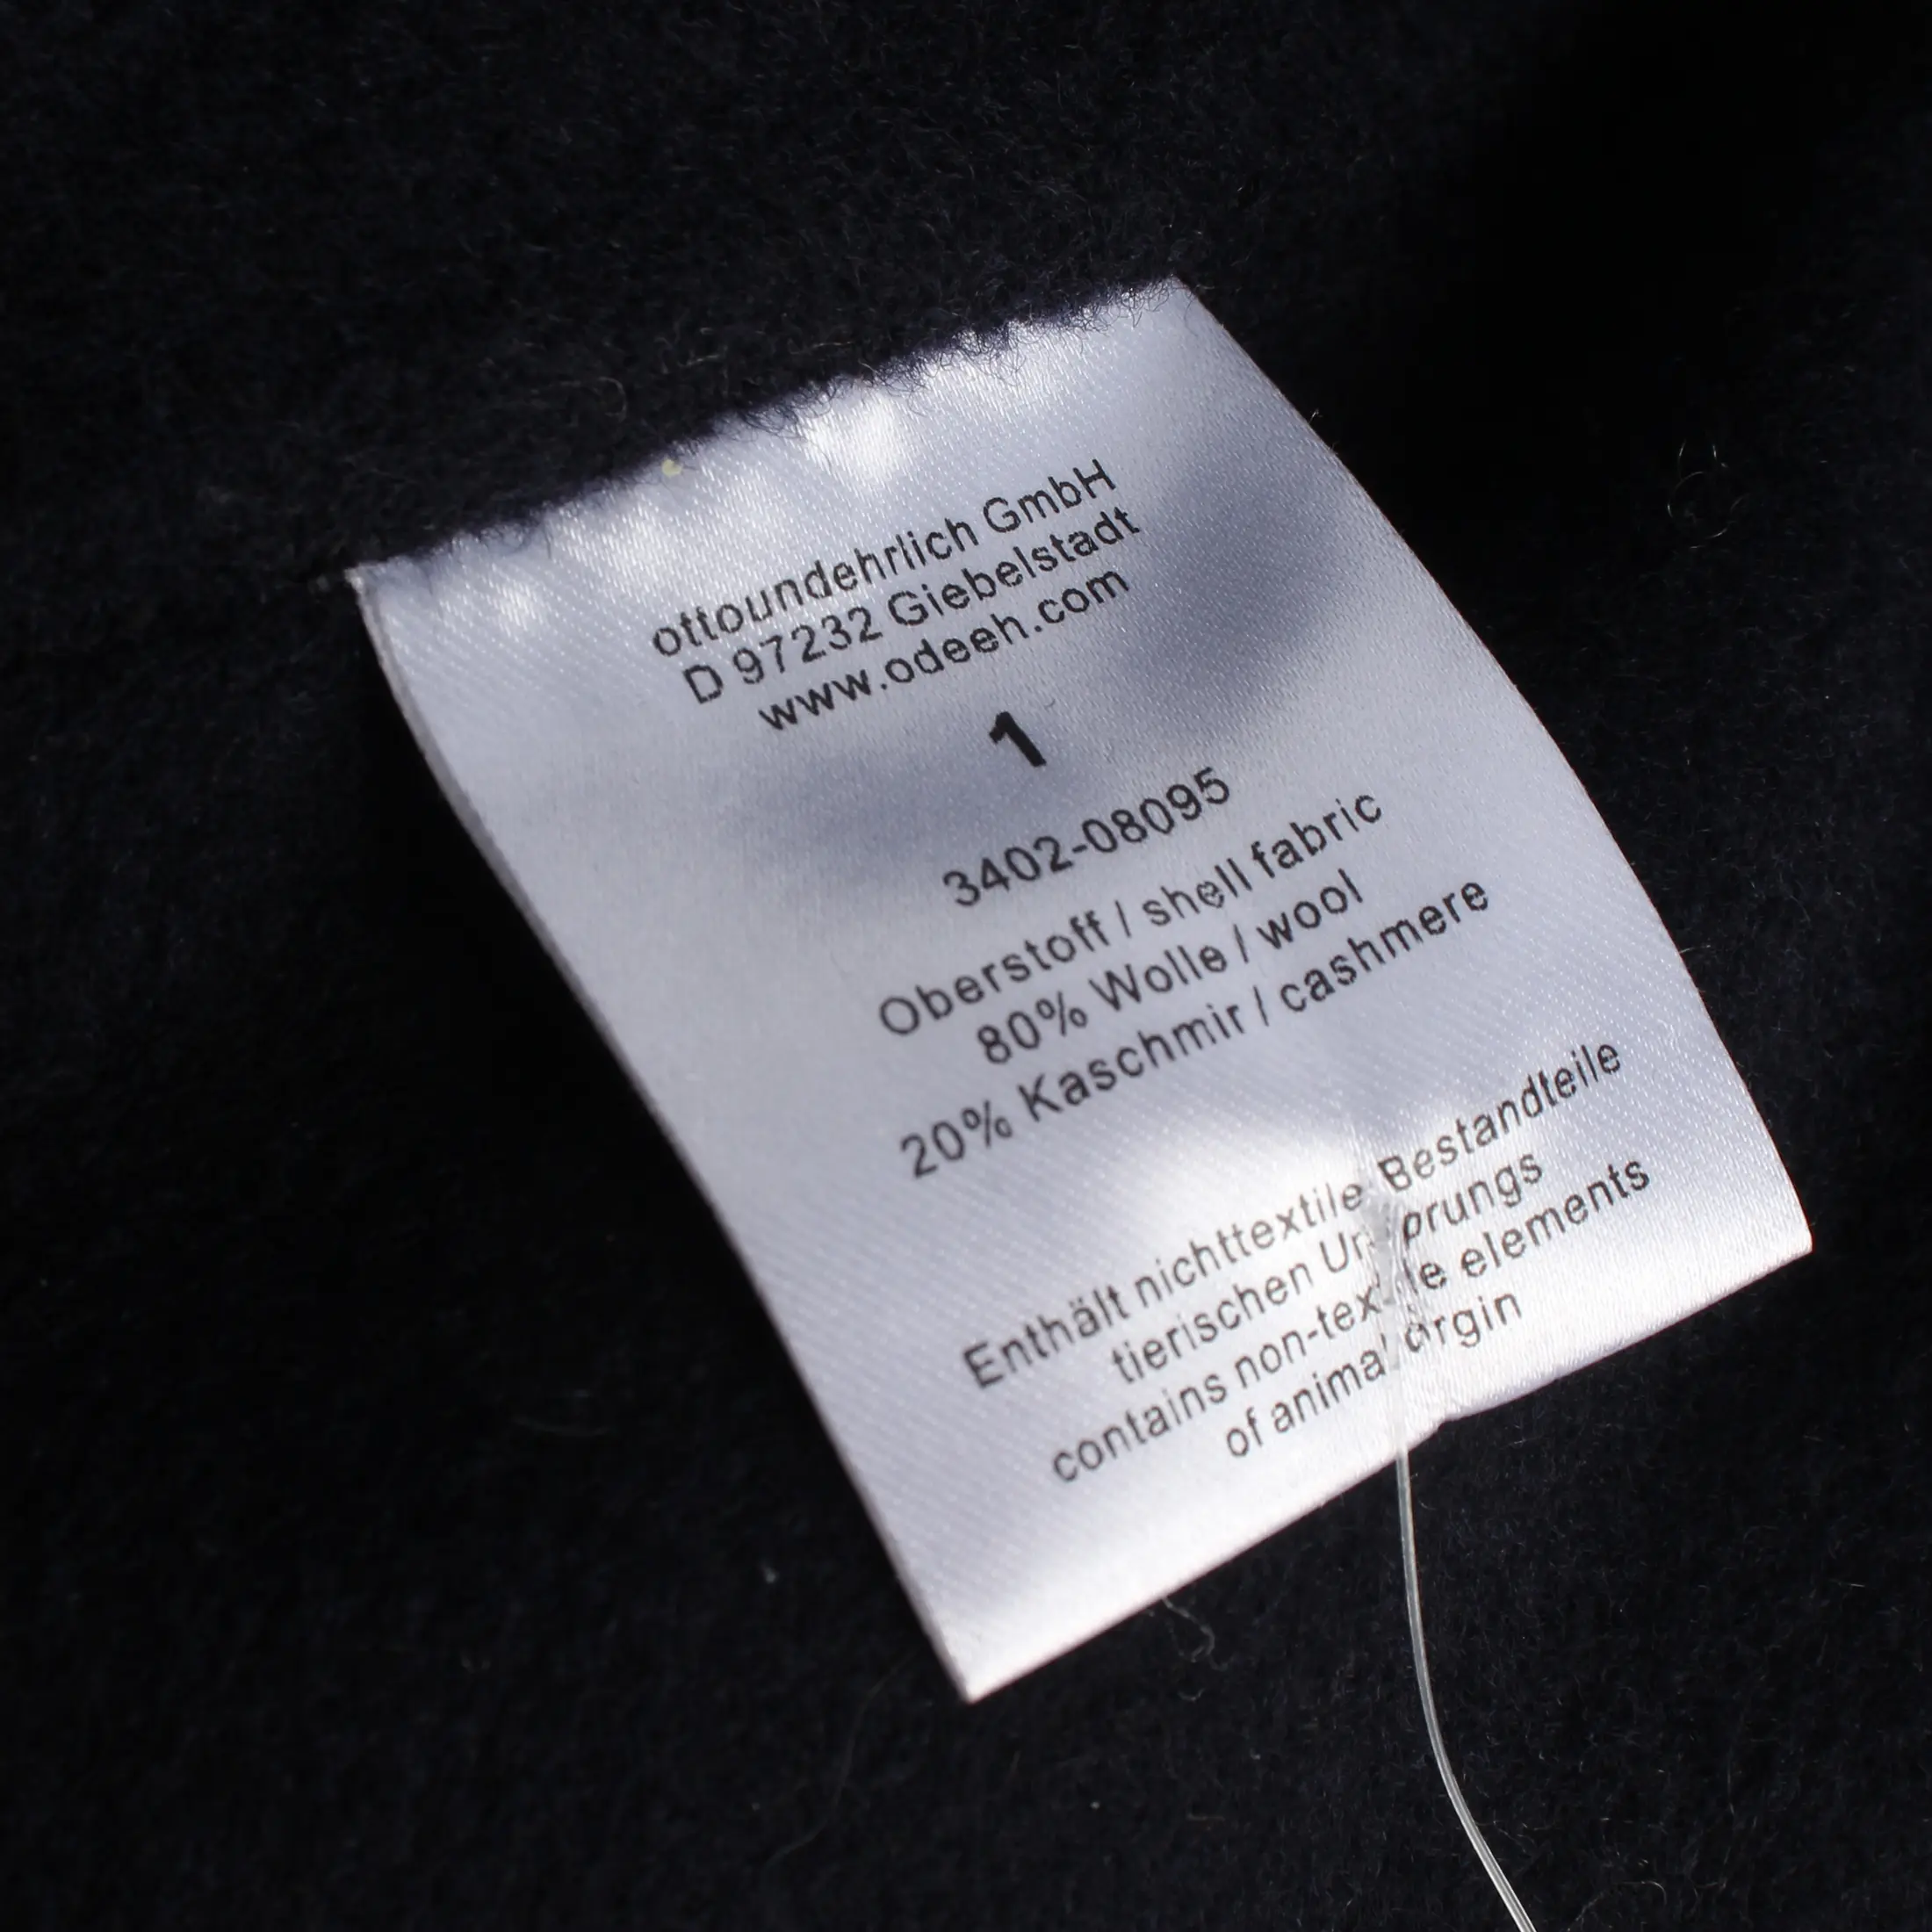 ottoundehrlich GmbH
D 97232 Giebelstadt
www.odeeh.com
1
3402-08095
Oberstoff / shell fabric
80% Wolle / wool
20% Kaschmir / cashmere
Enthält nichttextile Bestandteile
tierischen Ursprungs
contains non-textile elements
of animal orgin